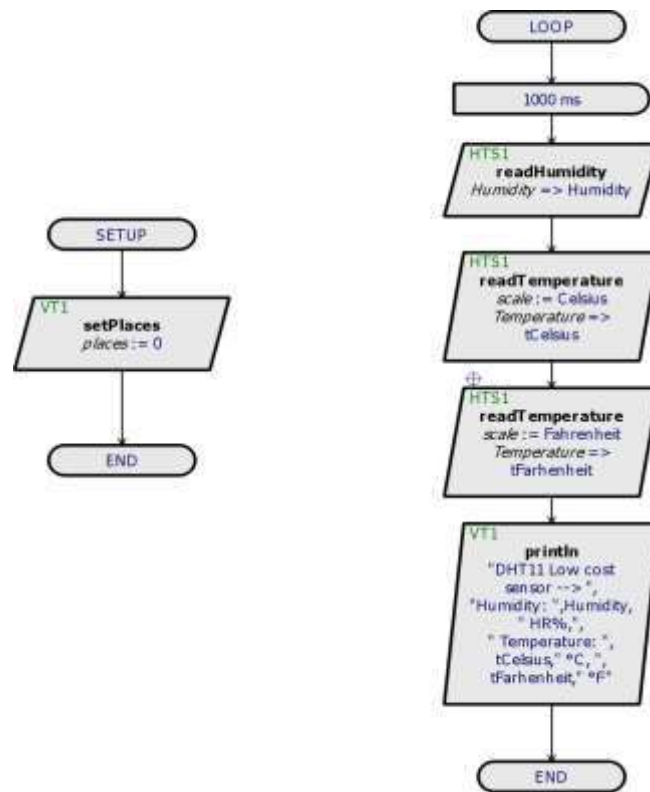 SETUP
VT1
setPlaces
places := 0
END
LOOP
1000 ms
HTS1
readHumidity
Humidity => Humidity
HTS1
readTemperature
scale := Celsius
Temperature =>
tCelsius
HTS1
readTemperature
scale := Fahrenheit
Temperature =>
tFarhenheit
VT1
println
"DHT11 Low cost
sensor --> ",
"Humidity: ",Humidity,
" HR%,",
" Temperature: ",
tCelsius," ºC, ",
tFarhenheit," ºF"
END